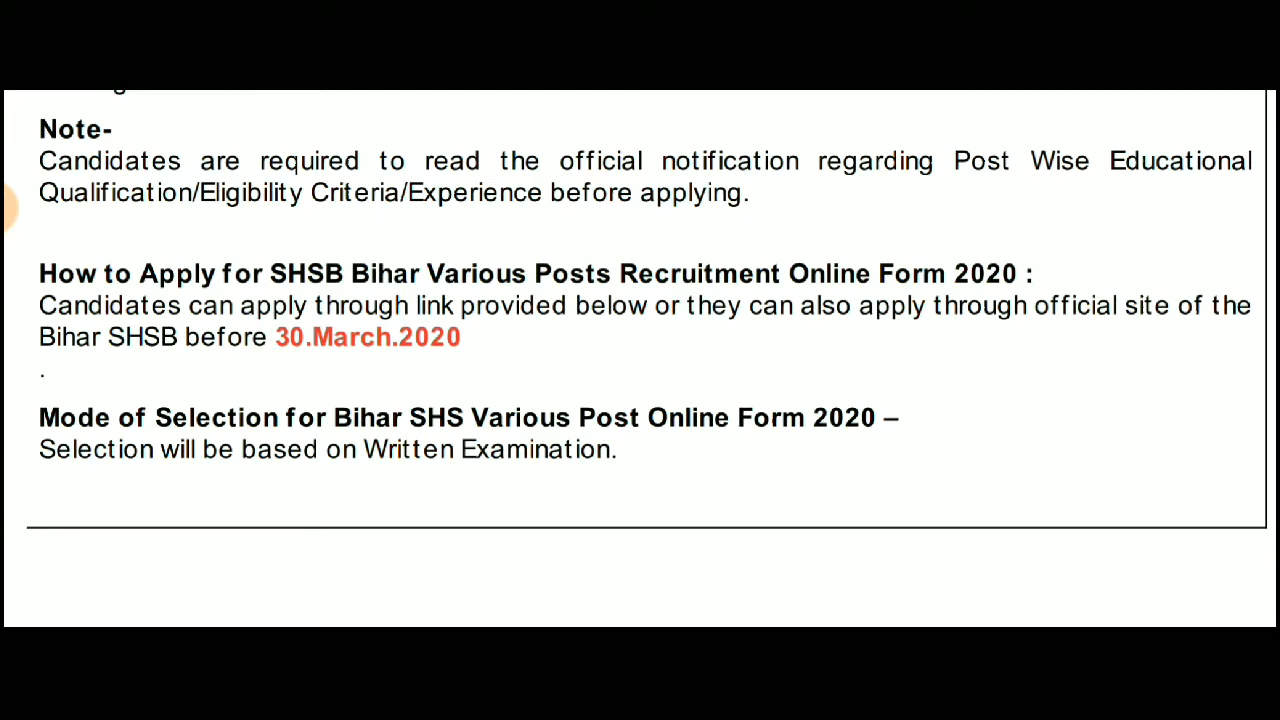 Note-
Candidates are required to read the official notification regarding Post Wise Educational
Qualification/Eligibility Criteria/Experience before applying.
How to Apply for SHSB Bihar Various Posts Recruitment Online Form 2020 :
Candidates can apply through link provided below or they can also apply through official site of the
Bihar SHSB before 30.March.2020
.
Mode of Selection for Bihar SHS Various Post Online Form 2020 –
Selection will be based on Written Examination.